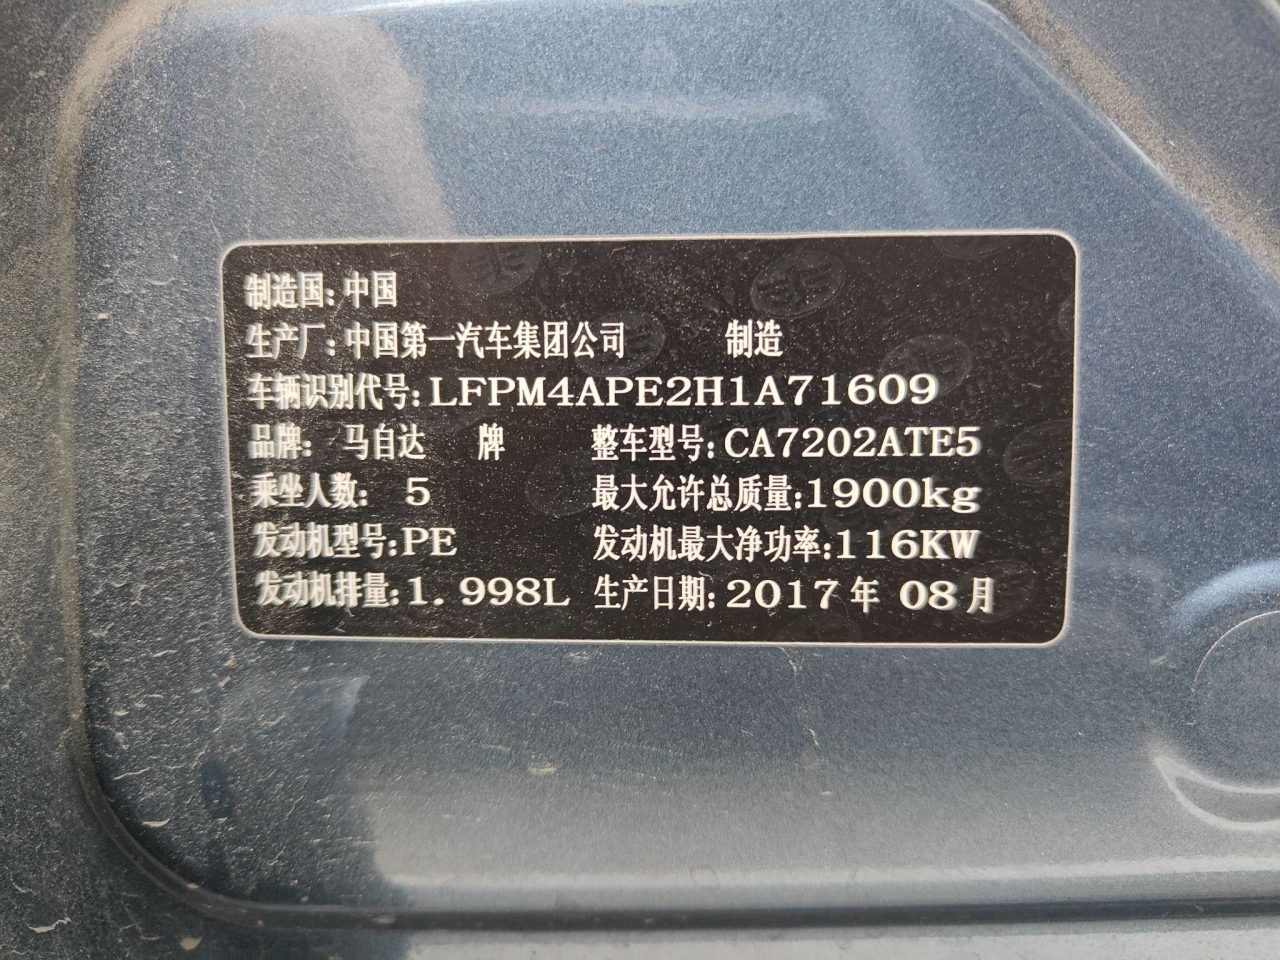 制造国:中国
生产厂:中国第一汽车集团公司 制造
车辆识别代号:LFPM4APE2H1A71609
品牌: 马自达 牌 整车型号:CA7202ATE5
乘坐人数: 5 最大允许总质量:1900kg
发动机型号:PE 发动机最大净功率:116KW
发动机排量:1. 998L 生产日期:2017年 08月